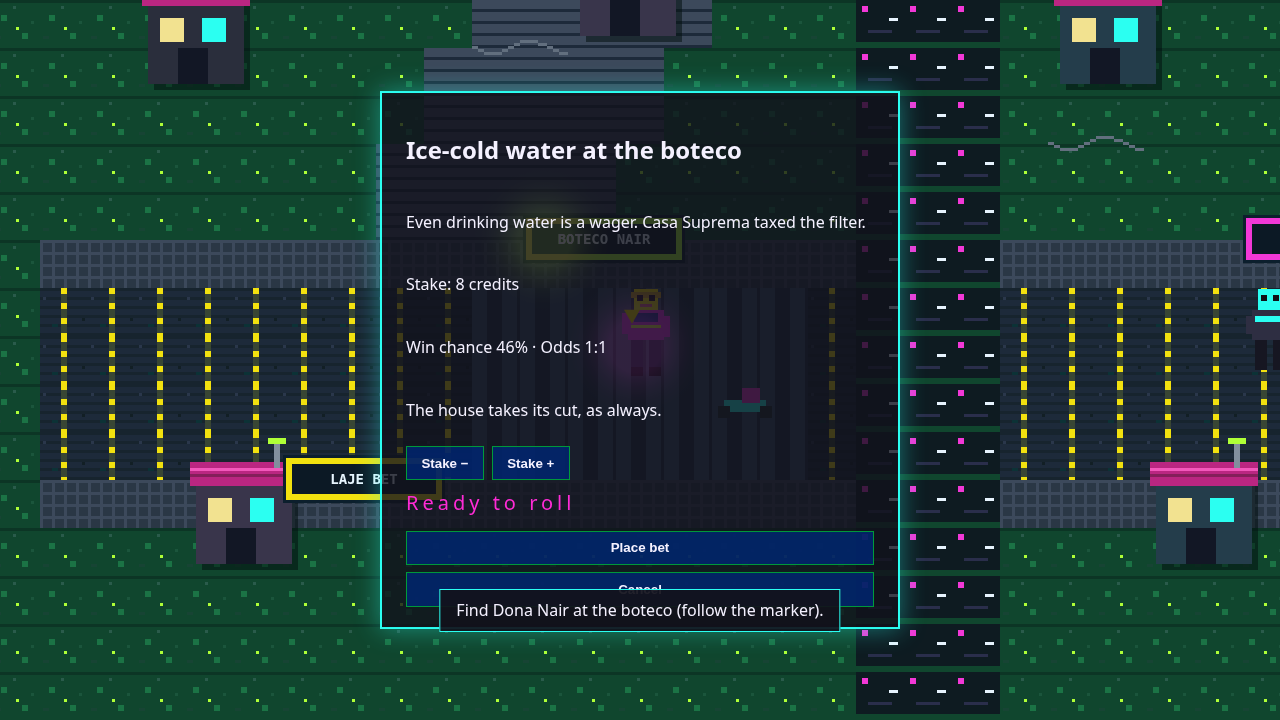 Ice-cold water at the boteco
Even drinking water is a wager. Casa Suprema taxed the filter.
BOTECO NAIR
Stake: 8 credits
Win chance 46% · Odds 1:1
The house takes its cut, as always.
Stake − Stake +
LAJE BET
Ready to roll
Place bet
Cancel
Find Dona Nair at the boteco (follow the marker).